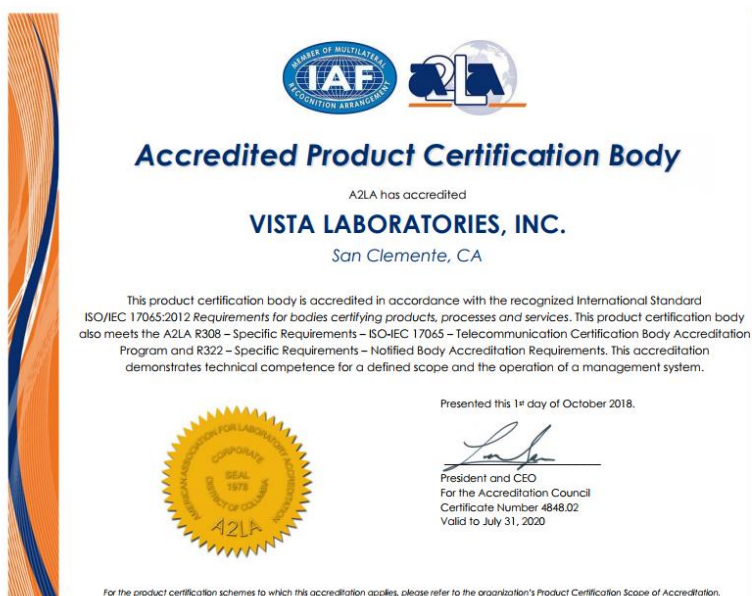 MEMBER OF MULTILATERAL
IAF
RECOGNITION ARRANGEMENT
A2LA
Accredited Product Certification Body
A2LA has accredited
VISTA LABORATORIES, INC.
San Clemente, CA
This product certification body is accredited in accordance with the recognized International Standard
ISO/IEC 17065:2012 Requirements for bodies certifying products, processes and services. This product certification body
also meets the A2LA R308 – Specific Requirements – ISO-IEC 17065 – Telecommunication Certification Body Accreditation
Program and R322 – Specific Requirements – Notified Body Accreditation Requirements. This accreditation
demonstrates technical competence for a defined scope and the operation of a management system.
Presented this 1st day of October 2018.
President and CEO
For the Accreditation Council
Certificate Number 4848.02
Valid to July 31, 2020
AMERICAN ASSOCIATION FOR LABORATORY ACCREDITATION
CORPORATE
SEAL
1978
DISTRICT OF COLUMBIA
A2LA
For the product certification schemes to which this accreditation applies, please refer to the organization's Product Certification Scope of Accreditation.